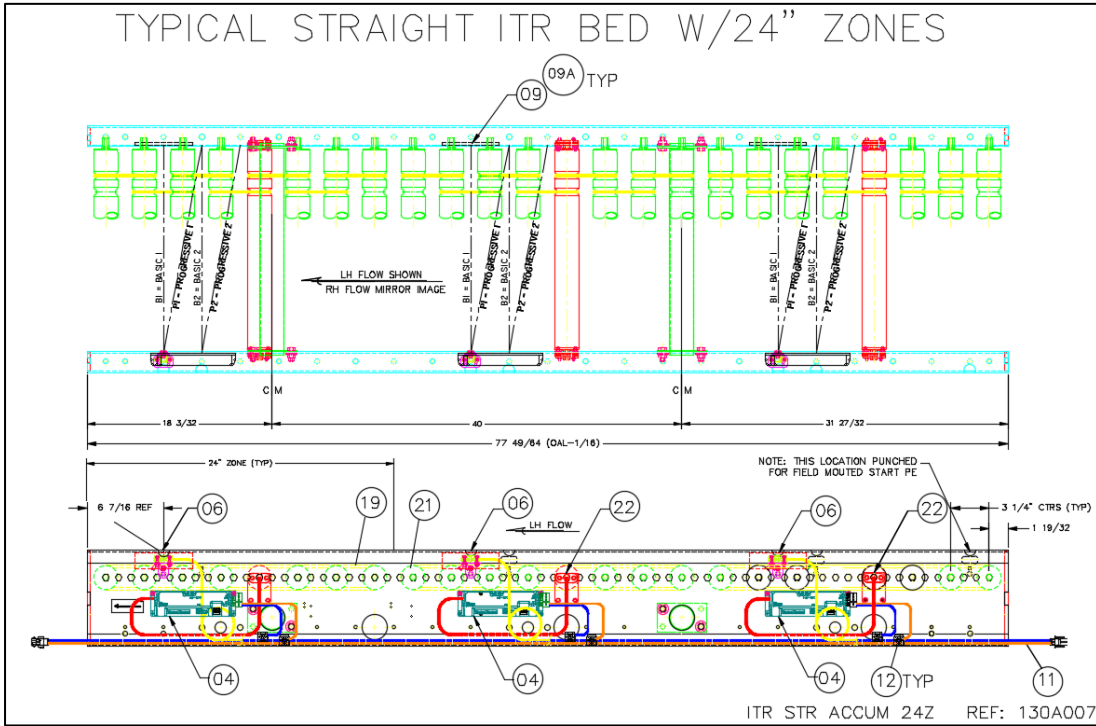 TYPICAL STRAIGHT ITR BED W/24" ZONES
09
09A
TYP
B1 = BASIC 1
P1 - PROGRESSIVE 1
B2 = BASIC 2
P2 - PROGRESSIVE 2
LH FLOW SHOWN
RH FLOW MIRROR IMAGE
B1 = BASIC 1
P1 - PROGRESSIVE 1
B2 = BASIC 2
P2 - PROGRESSIVE 2
B1 = BASIC 1
P1 - PROGRESSIVE 1
B2 = BASIC 2
P2 - PROGRESSIVE 2
C M
C M
18 3/32
40
31 27/32
77 49/64 (OAL-1/16)
24" ZONE (TYP)
NOTE: THIS LOCATION PUNCHED
FOR FIELD MOUTED START PE
6 7/16 REF
06
19
21
06
LH FLOW
22
06
22
3 1/4" CTRS (TYP)
1 19/32
04
04
04
12 TYP
11
ITR STR ACCUM 24Z REF: 130A007